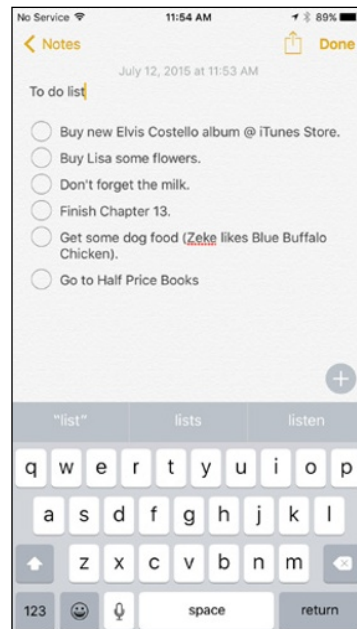 No Service 11:54 AM 89%
Notes Done
July 12, 2015 at 11:53 AM
To do list
Buy new Elvis Costello album @ iTunes Store.
Buy Lisa some flowers.
Don't forget the milk.
Finish Chapter 13.
Get some dog food (Zeke likes Blue Buffalo
Chicken).
Go to Half Price Books
"list" lists listen
q w e r t y u i o p
a s d f g h j k l
z x c v b n m
123 space return